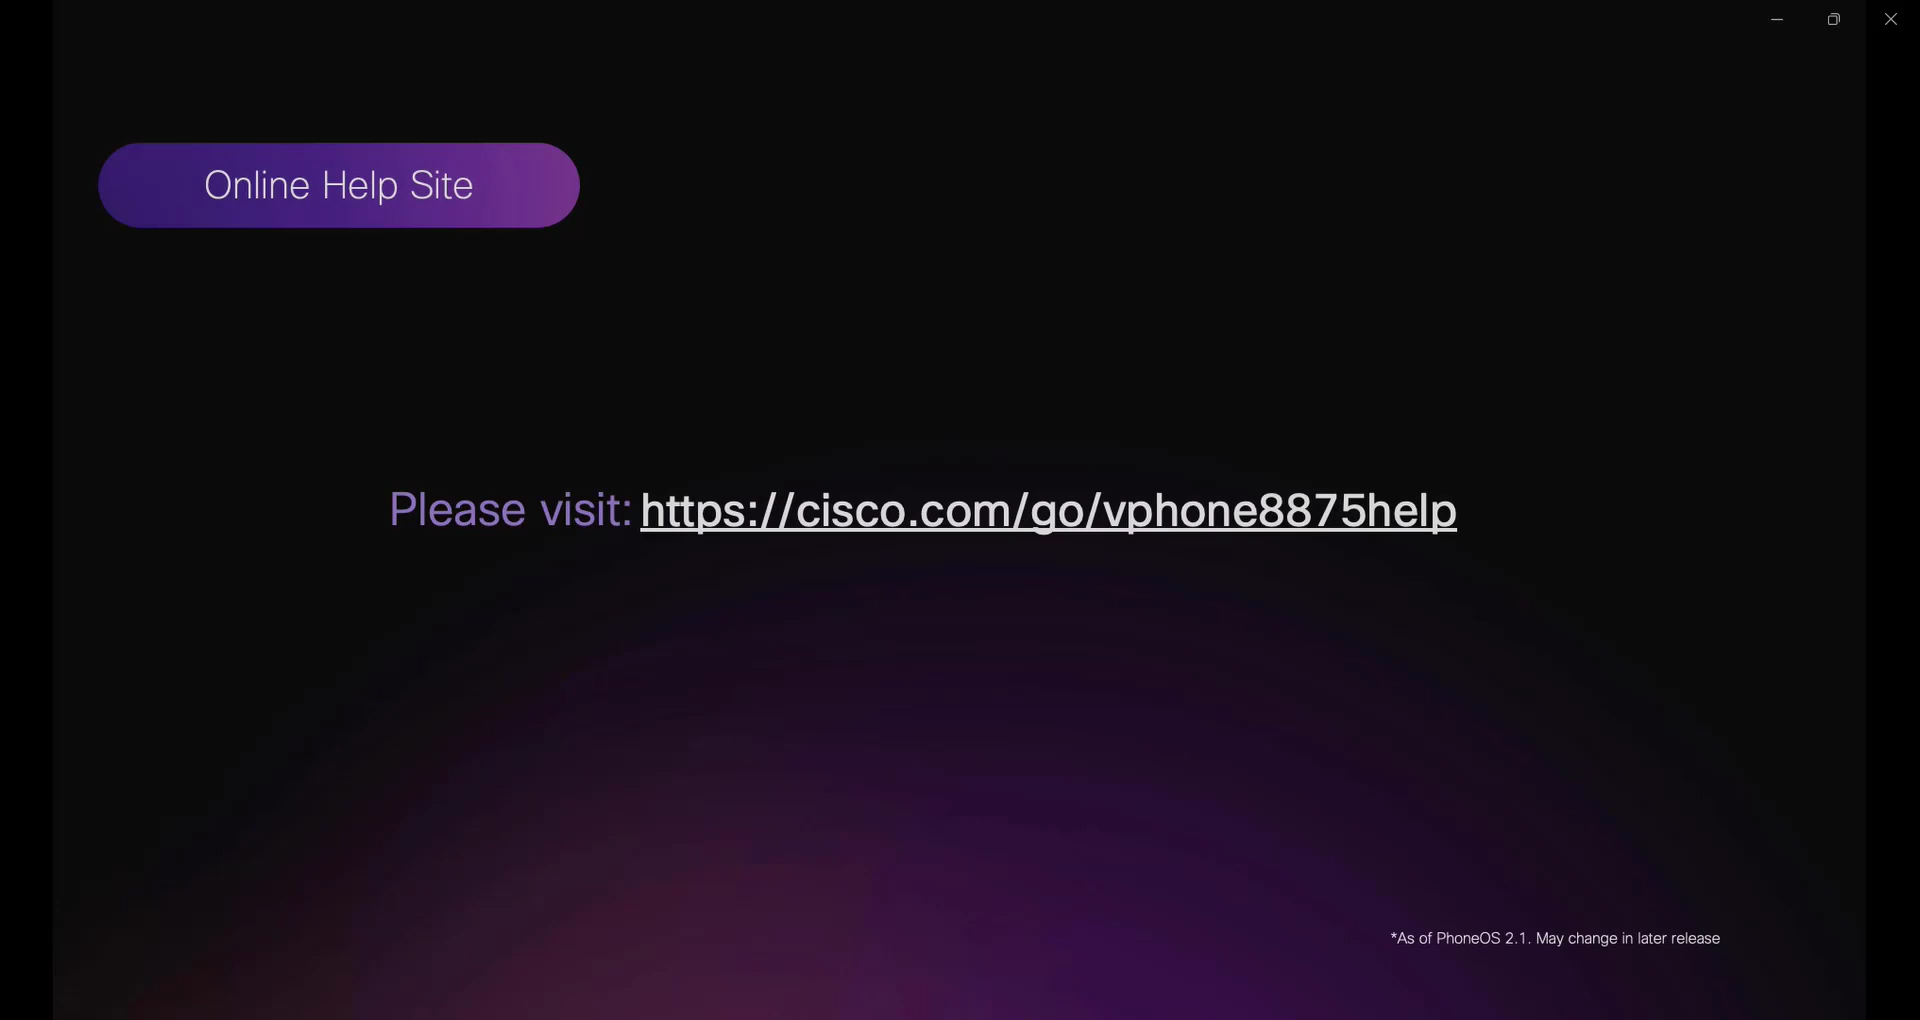 Online Help Site
Please visit: https://cisco.com/go/vphone8875help
*As of PhoneOS 2.1. May change in later release